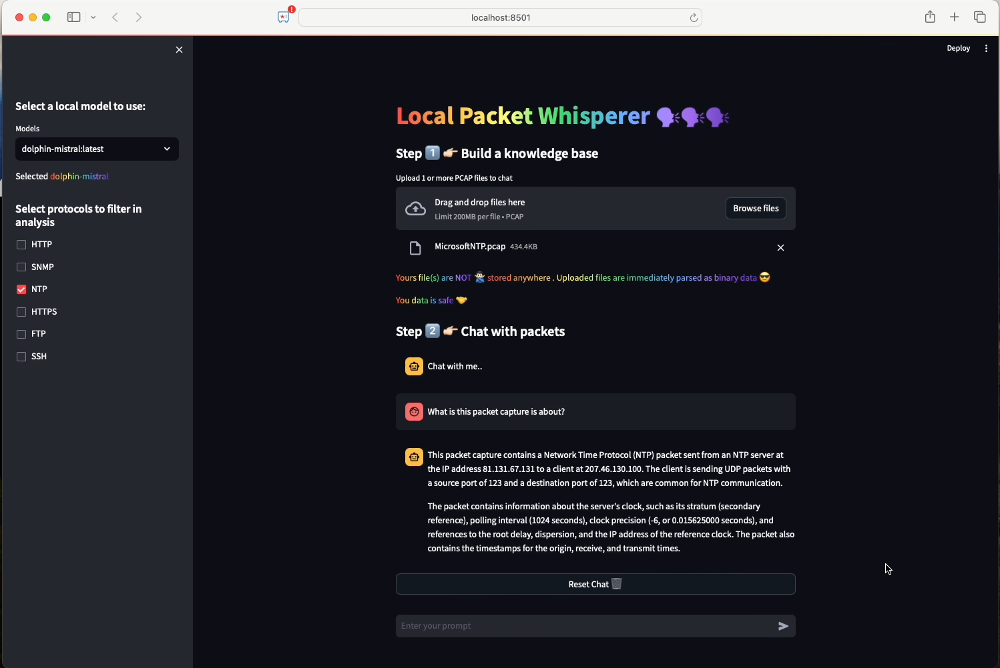 localhost:8501
Deploy
Select a local model to use:
Models
dolphin-mistral:latest
Selected dolphin-mistral
Select protocols to filter in
analysis
HTTP
SNMP
NTP
HTTPS
FTP
SSH
Local Packet Whisperer 🗣️🗣️🗣️
Step 1️⃣ 👉🏻 Build a knowledge base
Upload 1 or more PCAP files to chat
Drag and drop files here
Limit 200MB per file • PCAP
Browse files
MicrosoftNTP.pcap 434.4KB
Yours file(s) are NOT 🙅🏻‍♂️ stored anywhere . Uploaded files are immediately parsed as binary data 😎
You data is safe 🤝
Step 2️⃣ 👉🏻 Chat with packets
Chat with me..
What is this packet capture is about?
This packet capture contains a Network Time Protocol (NTP) packet sent from an NTP server at
the IP address 81.131.67.131 to a client at 207.46.130.100. The client is sending UDP packets with
a source port of 123 and a destination port of 123, which are common for NTP communication.
The packet contains information about the server's clock, such as its stratum (secondary
reference), polling interval (1024 seconds), clock precision (-6, or 0.015625000 seconds), and
references to the root delay, dispersion, and the IP address of the reference clock. The packet also
contains the timestamps for the origin, receive, and transmit times.
Reset Chat 🗑️
Enter your prompt